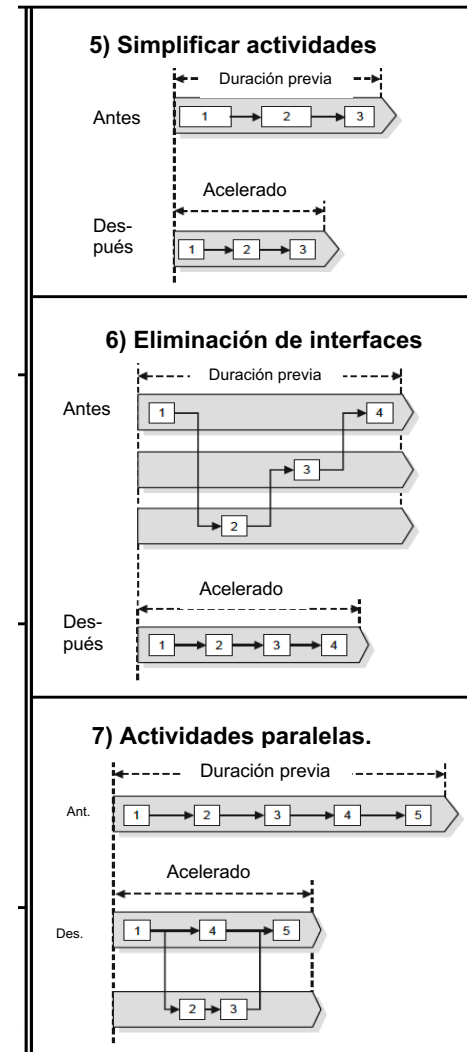 5) Simplificar actividades
Duración previa
Antes
1 2 3
Acelerado
Des-
pués
1 2 3
6) Eliminación de interfaces
Duración previa
Antes
1 4
3
2
Acelerado
Des-
pués
1 2 3 4
7) Actividades paralelas.
Duración previa
Ant.
1 2 3 4 5
Acelerado
Des.
1 4 5
2 3